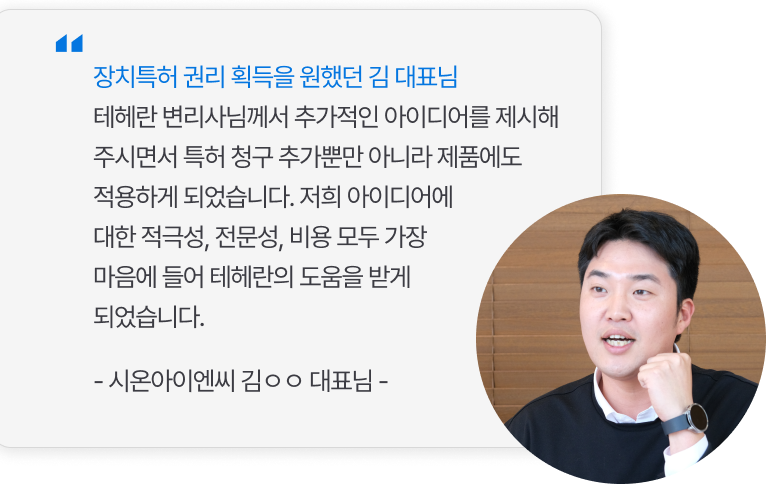 장치특허 권리 획득을 원했던 김 대표님
테헤란 변리사님께서 추가적인 아이디어를 제시해
주시면서 특허 청구 추가뿐만 아니라 제품에도
적용하게 되었습니다. 저희 아이디어에
대한 적극성, 전문성, 비용 모두 가장
마음에 들어 테헤란의 도움을 받게
되었습니다.
- 시온아이엔씨 김ㅇㅇ 대표님 -